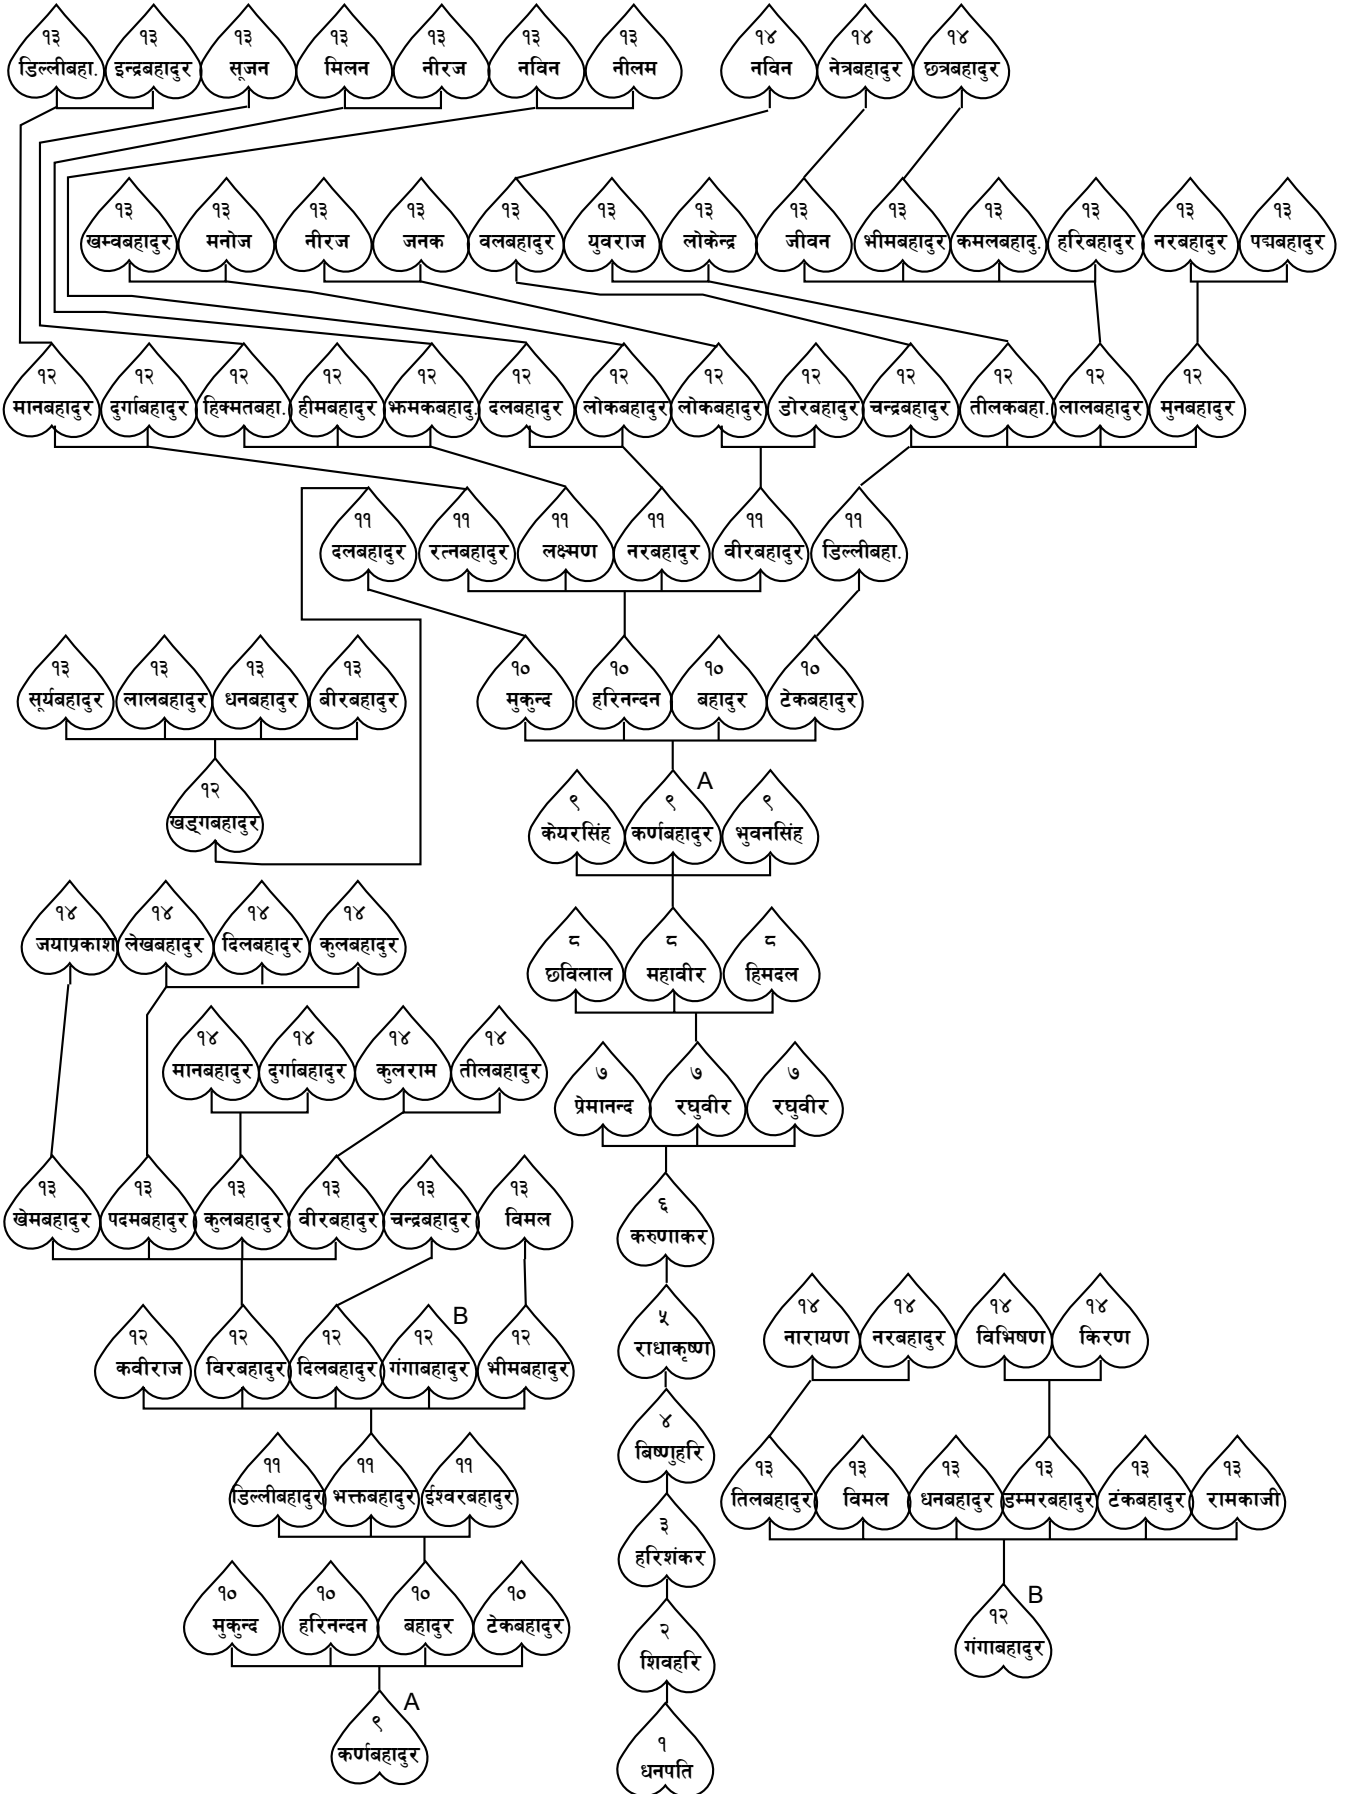 १३ १३ १३ १३ १३ १३ १३ १४ १४ १४
डिल्लीबहा. इन्द्रबहादुर सूजन मिलन नीरज नविन नीलम नविन नेत्रबहादुर छत्रबहादुर
१३ १३ १३ १३ १३ १३ १३ १३ १३ १३ १३ १३ १३
खम्वबहादुर मनोज नीरज जनक वलबहादुर युवराज लोकेन्द्र जीवन भीमबहादुर कमलबहादु. हरिबहादुर नरबहादुर पद्मबहादुर
१२ १२ १२ १२ १२ १२ १२ १२ १२ १२ १२ १२ १२
मानबहादुर दुर्गाबहादुर हिक्मतबहा. हीमबहादुर झमकबहादु. दलबहादुर लोकबहादुर लोकबहादुर डोरबहादुर चन्द्रबहादुर तीलकबहा. लालबहादुर मुनबहादुर
११ ११ ११ ११ ११ ११
दलबहादुर रत्नबहादुर लक्ष्मण नरबहादुर वीरबहादुर डिल्लीबहा.
१३ १३ १३ १३ १० १० १० १०
सूर्यबहादुर लालबहादुर धनबहादुर बीरबहादुर मुकुन्द हरिनन्दन बहादुर टेकबहादुर
A
१२ ९ ९ ९
खड्गबहादुर केयरसिंह कर्णबहादुर भुवनसिंह
१४ १४ १४ १४ ८ ८ ८
जयाप्रकाश लेखबहादुर दिलबहादुर कुलबहादुर छविलाल महावीर हिमदल
१४ १४ १४ १४ ७ ७ ७
मानबहादुर दुर्गाबहादुर कुलराम तीलबहादुर प्रेमानन्द रघुवीर रघुवीर
१३ १३ १३ १३ १३ १३ ६
खेमबहादुर पदमबहादुर कुलबहादुर वीरबहादुर चन्द्रबहादुर विमल करुणाकर
B
१२ १२ १२ १२ १२ ५ १४ १४ १४ १४
कवीराज विरबहादुर दिलबहादुर गंगाबहादुर भीमबहादुर राधाकृष्ण नारायण नरबहादुर विभिषण किरण
११ ११ ११ ४ १३ १३ १३ १३ १३ १३
डिल्लीबहादुर भक्तबहादुर ईश्वरबहादुर बिष्णुहरि तिलबहादुर विमल धनबहादुर डम्मरबहादुर टंकबहादुर रामकाजी
३
हरिशंकर
B
१० १० १० १० २ १२
मुकुन्द हरिनन्दन बहादुर टेकबहादुर शिवहरि गंगाबहादुर
A
९ १
कर्णबहादुर धनपति